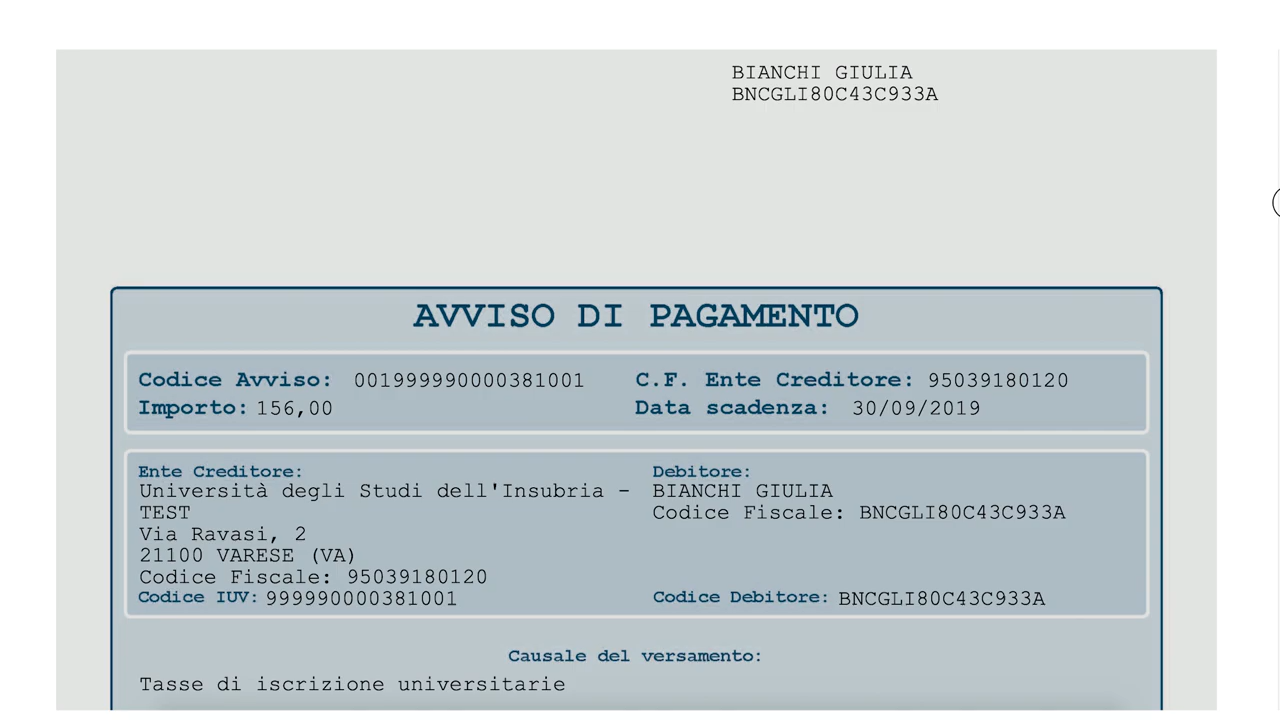 BIANCHI GIULIA
BNCGLI80C43C933A
AVVISO DI PAGAMENTO
Codice Avviso: 001999990000381001 C.F. Ente Creditore: 95039180120
Importo: 156,00 Data scadenza: 30/09/2019
Ente Creditore: Debitore:
Università degli Studi dell'Insubria - BIANCHI GIULIA
TEST Codice Fiscale: BNCGLI80C43C933A
Via Ravasi, 2
21100 VARESE (VA)
Codice Fiscale: 95039180120
Codice IUV: 999990000381001 Codice Debitore: BNCGLI80C43C933A
Causale del versamento:
Tasse di iscrizione universitarie